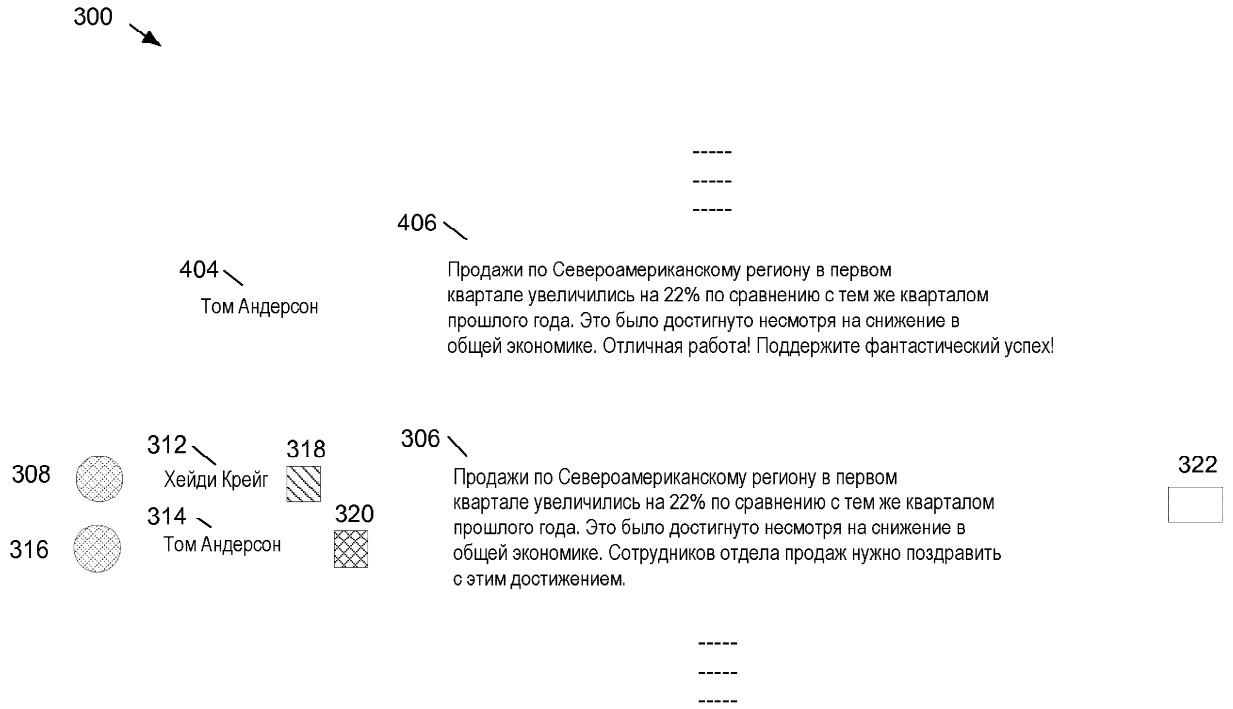 300
-----
-----
-----
406
404
Том Андерсон
Продажи по Североамериканскому региону в первом
квартале увеличились на 22% по сравнению с тем же кварталом
прошлого года. Это было достигнуто несмотря на снижение в
общей экономике. Отличная работа! Поддержите фантастический успех!
308
312
Хейди Крейг
318
316
314
Том Андерсон
320
306
Продажи по Североамериканскому региону в первом
квартале увеличились на 22% по сравнению с тем же кварталом
прошлого года. Это было достигнуто несмотря на снижение в
общей экономике. Сотрудников отдела продаж нужно поздравить
с этим достижением.
322
-----
-----
-----